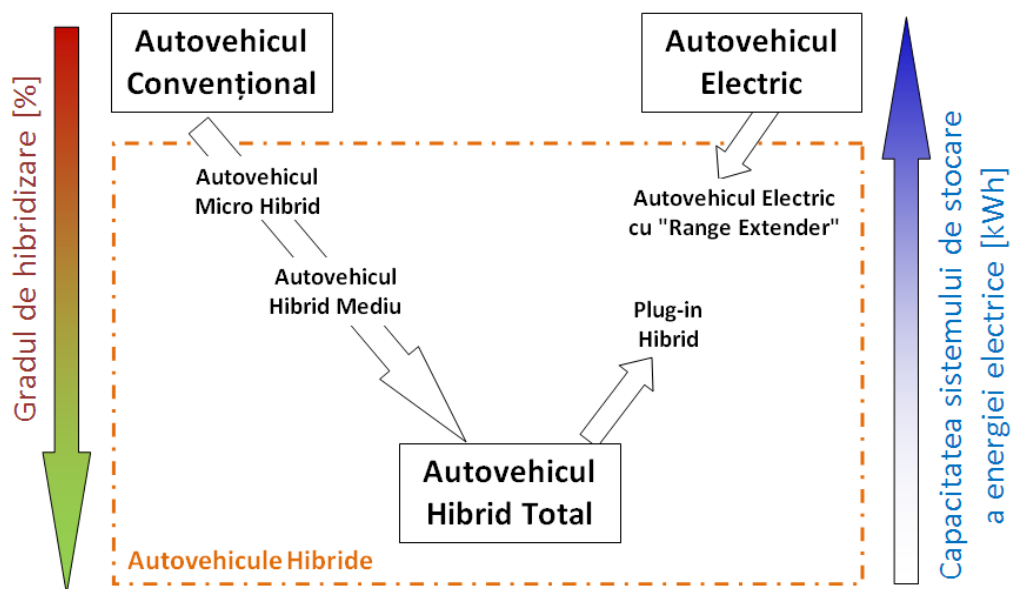 Gradul de hibridizare [%]
Autovehicul
Convențional
Autovehicul
Electric
Autovehicul
Micro Hibrid
Autovehicul Electric
cu "Range Extender"
Autovehicul
Hibrid Mediu
Plug-in
Hibrid
Autovehicul
Hibrid Total
Autovehicule Hibride
Capacitatea sistemului de stocare
a energiei electrice [kWh]